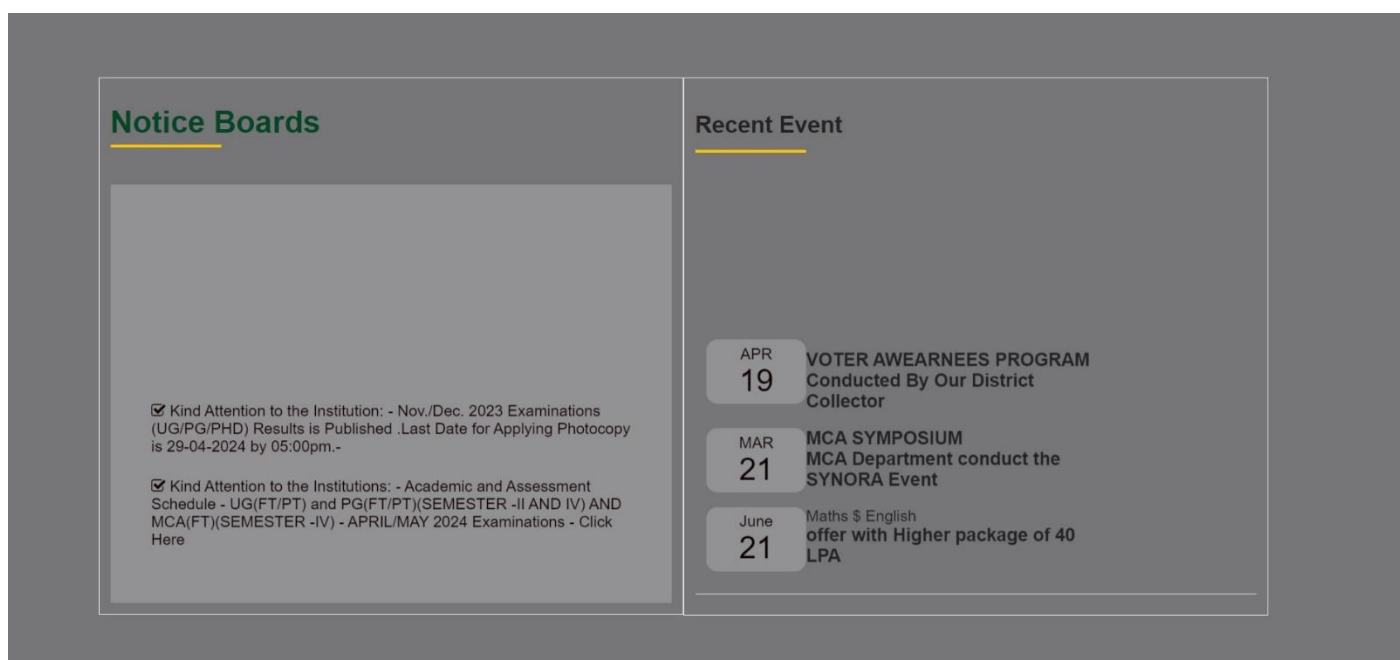 Notice Boards
Kind Attention to the Institution: - Nov./Dec. 2023 Examinations
(UG/PG/PHD) Results is Published .Last Date for Applying Photocopy
is 29-04-2024 by 05:00pm.-
Kind Attention to the Institutions: - Academic and Assessment
Schedule - UG(FT/PT) and PG(FT/PT)(SEMESTER -II AND IV) AND
MCA(FT)(SEMESTER -IV) - APRIL/MAY 2024 Examinations - Click
Here
Recent Event
APR
19
VOTER AWEARNEES PROGRAM
Conducted By Our District
Collector
MAR
21
MCA SYMPOSIUM
MCA Department conduct the
SYNORA Event
June
21
Maths $ English
offer with Higher package of 40
LPA